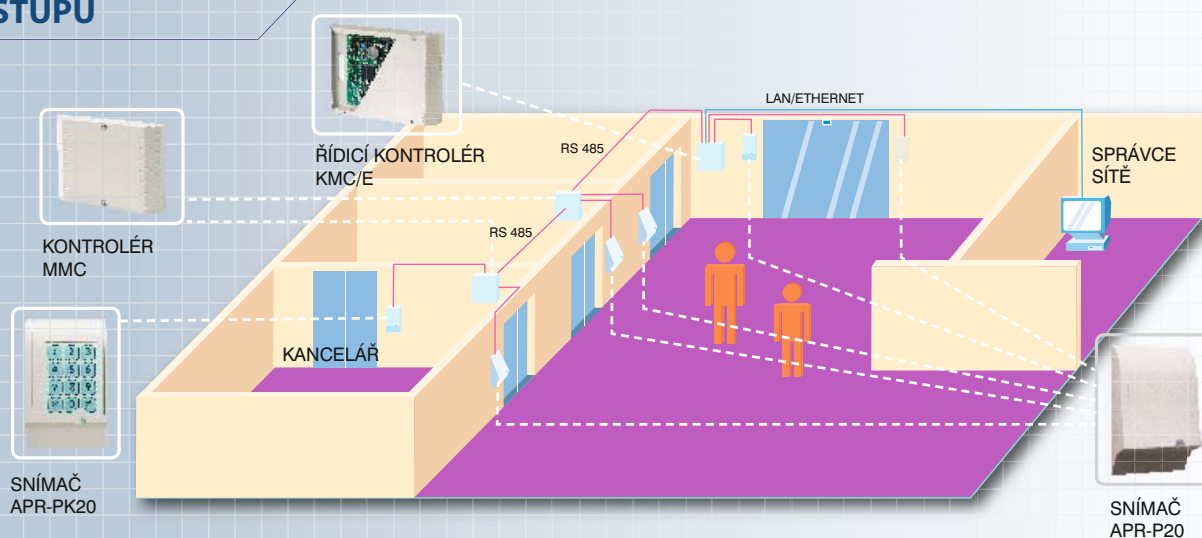 STUPU
ŘÍDICÍ KONTROLÉR
KMC/E
KONTROLÉR
MMC
SNÍMAČ
APR-PK20
KANCELÁŘ
RS 485
RS 485
LAN/ETHERNET
SPRÁVCE
SÍTĚ
SNÍMAČ
APR-P20